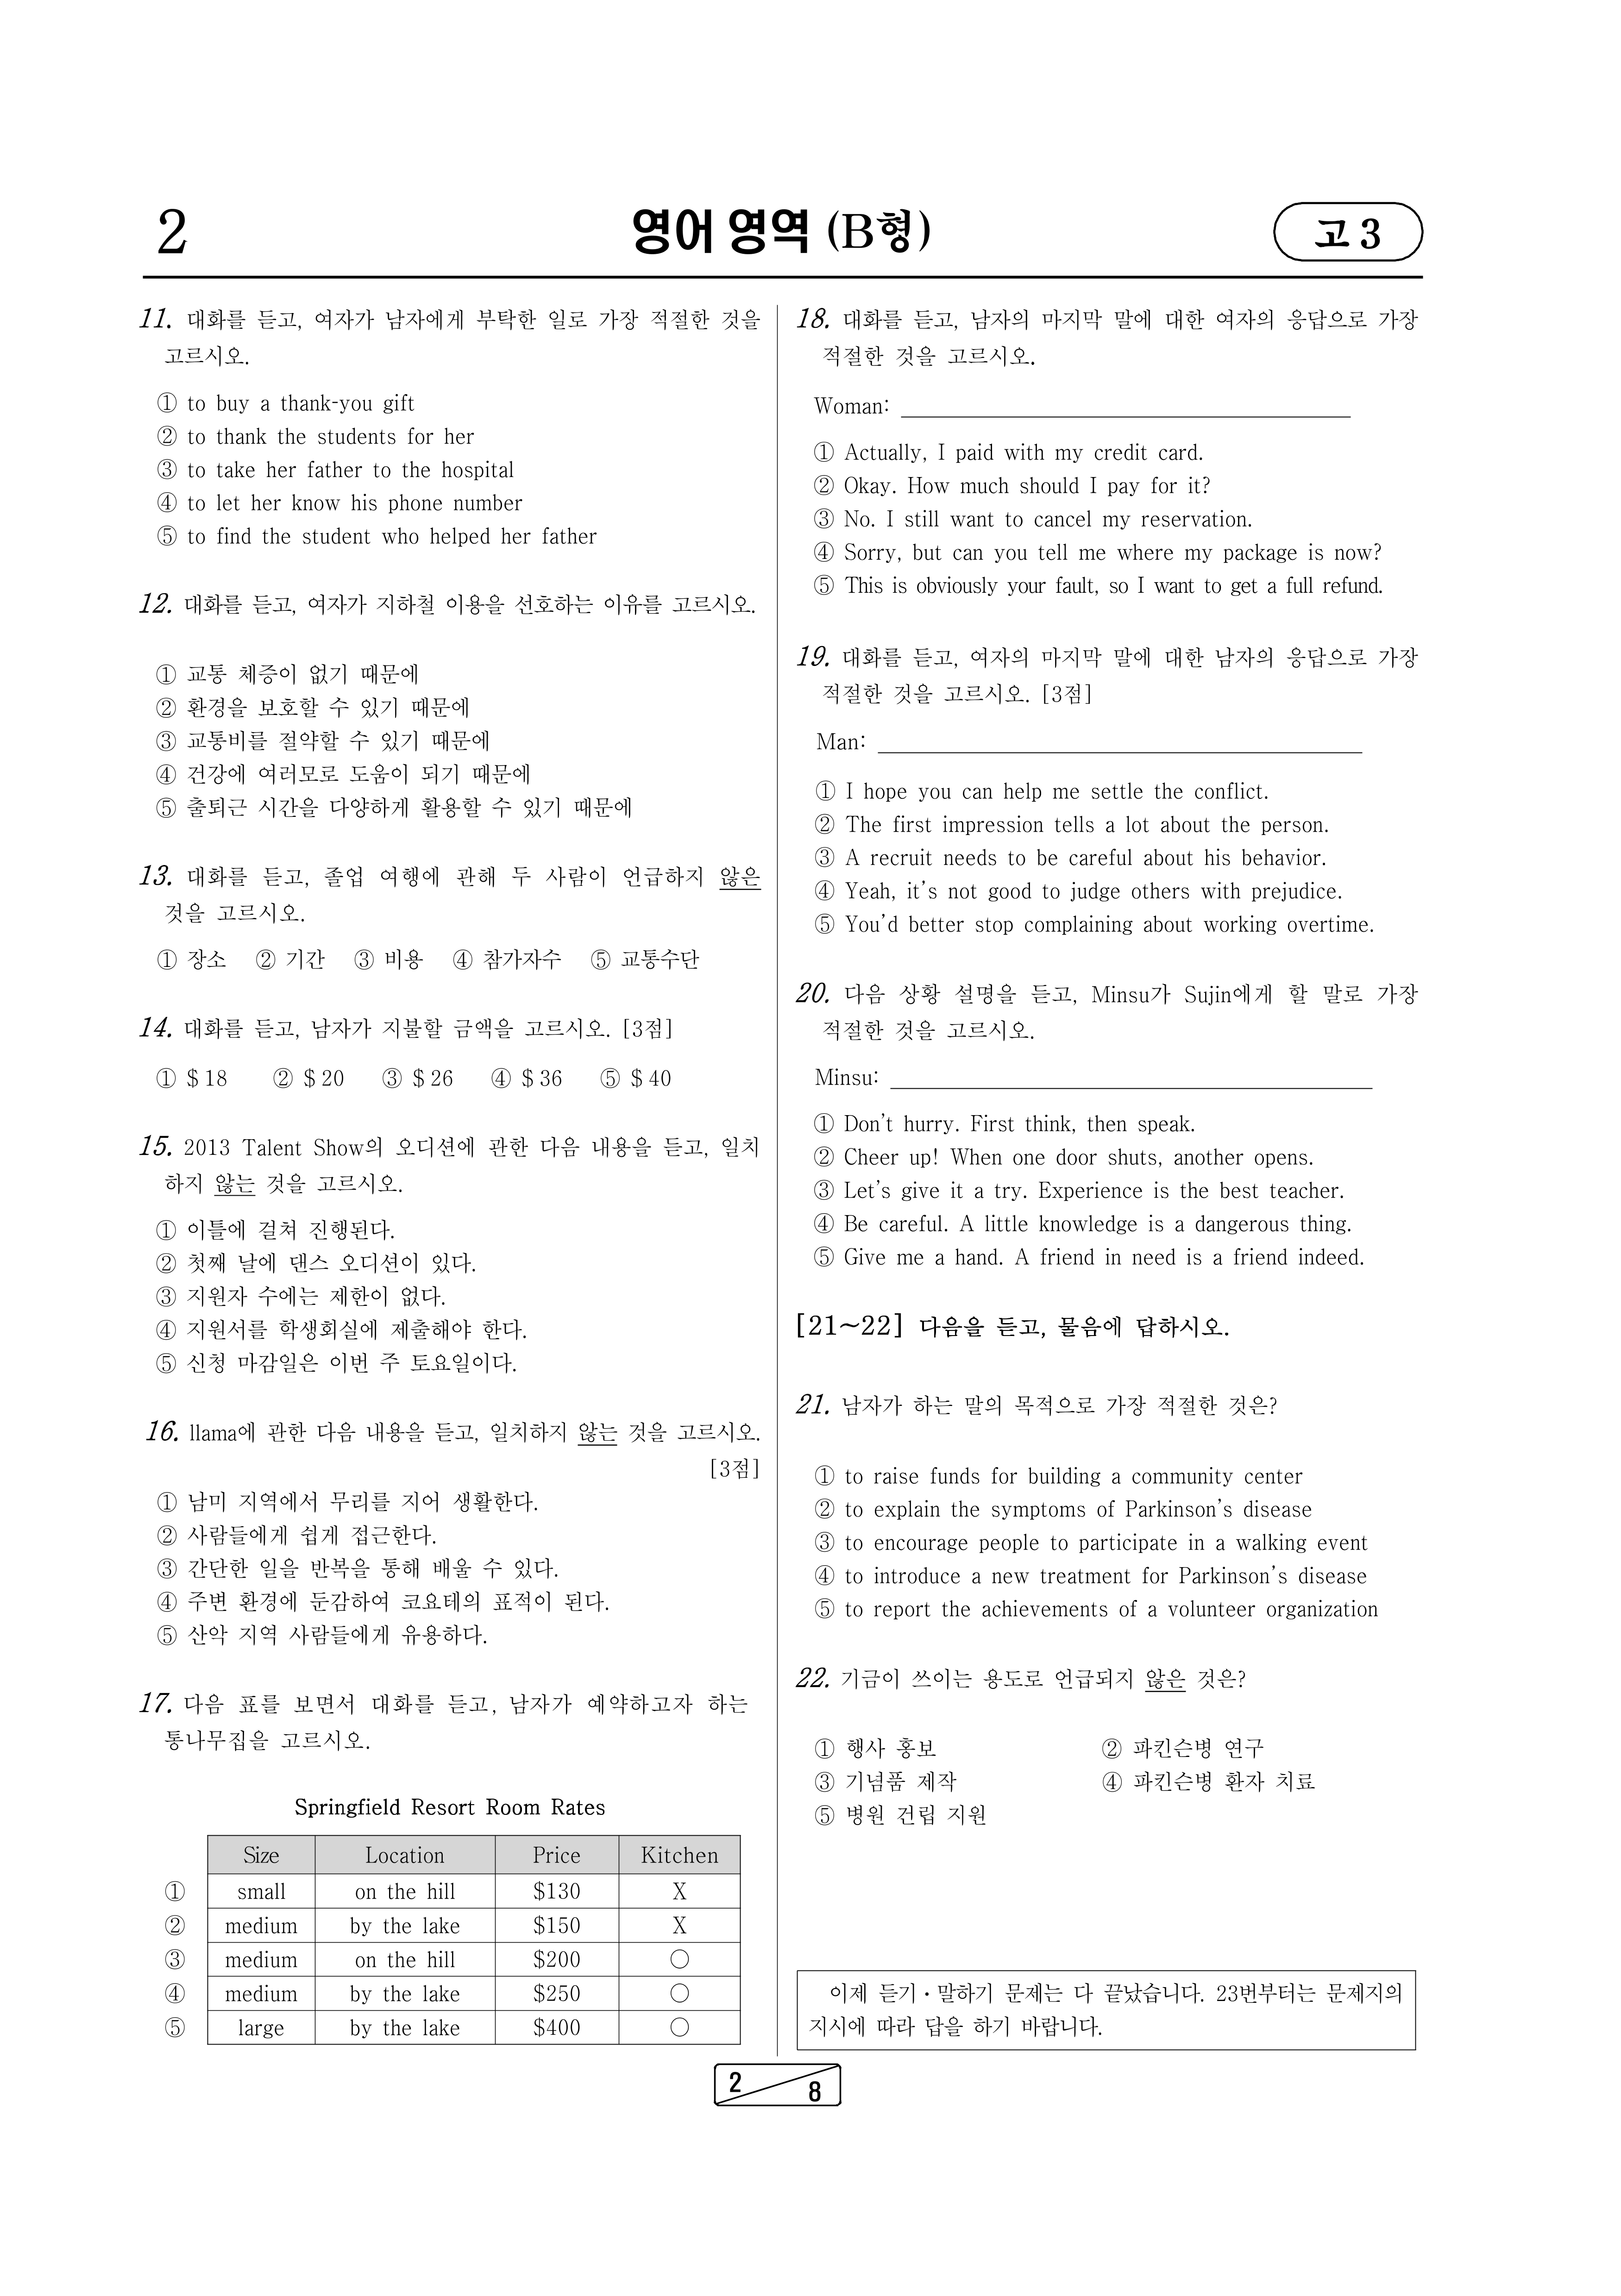 2
영어 영역 (B형)
고 3
11. 대화를 듣고, 여자가 남자에게 부탁한 일로 가장 적절한 것을
고르시오.
① to buy a thank-you gift
② to thank the students for her
③ to take her father to the hospital
④ to let her know his phone number
⑤ to find the student who helped her father
12. 대화를 듣고, 여자가 지하철 이용을 선호하는 이유를 고르시오.
① 교통 체증이 없기 때문에
② 환경을 보호할 수 있기 때문에
③ 교통비를 절약할 수 있기 때문에
④ 건강에 여러모로 도움이 되기 때문에
⑤ 출퇴근 시간을 다양하게 활용할 수 있기 때문에
13. 대화를 듣고, 졸업 여행에 관해 두 사람이 언급하지 않은
것을 고르시오.
① 장소 ② 기간 ③ 비용 ④ 참가자수 ⑤ 교통수단
14. 대화를 듣고, 남자가 지불할 금액을 고르시오. [3점]
① $ 18 ② $ 20 ③ $ 26 ④ $ 36 ⑤ $ 40
15. 2013 Talent Show의 오디션에 관한 다음 내용을 듣고, 일치
하지 않는 것을 고르시오.
① 이틀에 걸쳐 진행된다.
② 첫째 날에 댄스 오디션이 있다.
③ 지원자 수에는 제한이 없다.
④ 지원서를 학생회실에 제출해야 한다.
⑤ 신청 마감일은 이번 주 토요일이다.
16. llama에 관한 다음 내용을 듣고, 일치하지 않는 것을 고르시오.
[3점]
① 남미 지역에서 무리를 지어 생활한다.
② 사람들에게 쉽게 접근한다.
③ 간단한 일을 반복을 통해 배울 수 있다.
④ 주변 환경에 둔감하여 코요테의 표적이 된다.
⑤ 산악 지역 사람들에게 유용하다.
17. 다음 표를 보면서 대화를 듣고, 남자가 예약하고자 하는
통나무집을 고르시오.
Springfield Resort Room Rates
Size Location Price Kitchen
① small on the hill $130 X
② medium by the lake $150 X
③ medium on the hill $200 ○
④ medium by the lake $250 ○
⑤ large by the lake $400 ○
18. 대화를 듣고, 남자의 마지막 말에 대한 여자의 응답으로 가장
적절한 것을 고르시오.
Woman:
① Actually, I paid with my credit card.
② Okay. How much should I pay for it?
③ No. I still want to cancel my reservation.
④ Sorry, but can you tell me where my package is now?
⑤ This is obviously your fault, so I want to get a full refund.
19. 대화를 듣고, 여자의 마지막 말에 대한 남자의 응답으로 가장
적절한 것을 고르시오. [3점]
Man:
① I hope you can help me settle the conflict.
② The first impression tells a lot about the person.
③ A recruit needs to be careful about his behavior.
④ Yeah, it's not good to judge others with prejudice.
⑤ You'd better stop complaining about working overtime.
20. 다음 상황 설명을 듣고, Minsu가 Sujin에게 할 말로 가장
적절한 것을 고르시오.
Minsu:
① Don't hurry. First think, then speak.
② Cheer up! When one door shuts, another opens.
③ Let's give it a try. Experience is the best teacher.
④ Be careful. A little knowledge is a dangerous thing.
⑤ Give me a hand. A friend in need is a friend indeed.
[21~22] 다음을 듣고, 물음에 답하시오.
21. 남자가 하는 말의 목적으로 가장 적절한 것은?
① to raise funds for building a community center
② to explain the symptoms of Parkinson's disease
③ to encourage people to participate in a walking event
④ to introduce a new treatment for Parkinson's disease
⑤ to report the achievements of a volunteer organization
22. 기금이 쓰이는 용도로 언급되지 않은 것은?
① 행사 홍보 ② 파킨슨병 연구
③ 기념품 제작 ④ 파킨슨병 환자 치료
⑤ 병원 건립 지원
이제 듣기·말하기 문제는 다 끝났습니다. 23번부터는 문제지의
지시에 따라 답을 하기 바랍니다.
2 8